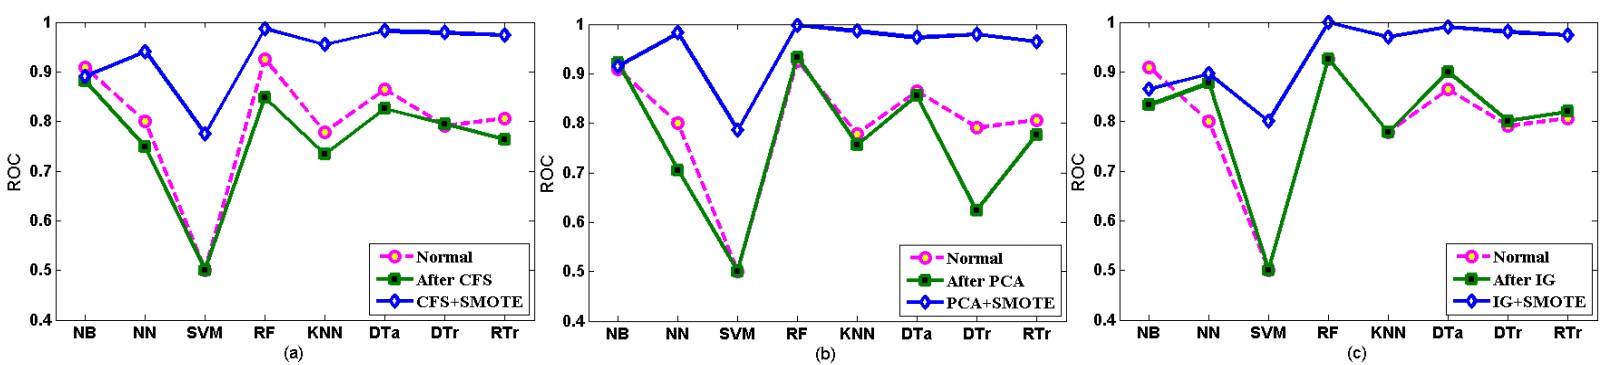 1
0.9
0.8
0.7
0.6
0.5
0.4
ROC
NB NN SVM RF KNN DTa DTr RTr
Normal
After CFS
CFS+SMOTE
(a)
1
0.9
0.8
0.7
0.6
0.5
0.4
ROC
NB NN SVM RF KNN DTa DTr RTr
Normal
After PCA
PCA+SMOTE
(b)
1
0.9
0.8
0.7
0.6
0.5
0.4
ROC
NB NN SVM RF KNN DTa DTr RTr
Normal
After IG
IG+SMOTE
(c)